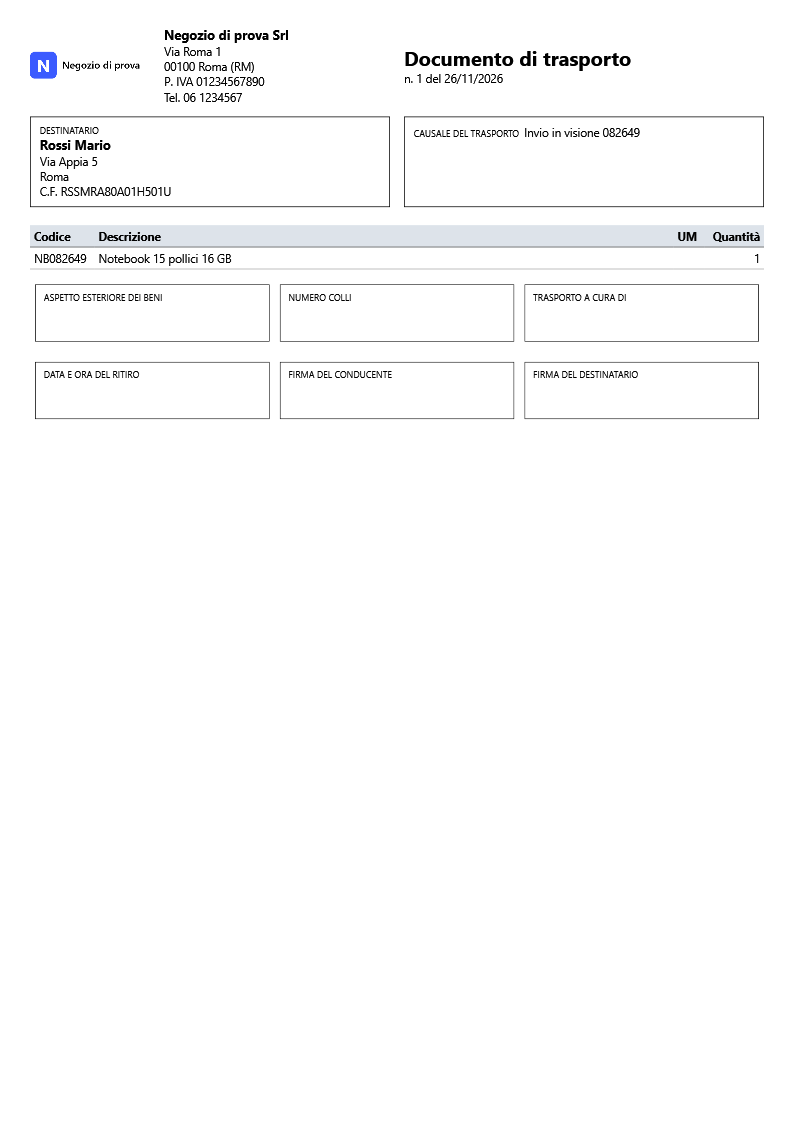 N Negozio di prova
Negozio di prova Srl
Via Roma 1
00100 Roma (RM)
P. IVA 01234567890
Tel. 06 1234567
Documento di trasporto
n. 1 del 26/11/2026
DESTINATARIO
Rossi Mario
Via Appia 5
Roma
C.F. RSSMRA80A01H501U
CAUSALE DEL TRASPORTO Invio in visione 082649
Codice Descrizione UM Quantità
NB082649 Notebook 15 pollici 16 GB 1
ASPETTO ESTERIORE DEI BENI NUMERO COLLI TRASPORTO A CURA DI
DATA E ORA DEL RITIRO FIRMA DEL CONDUCENTE FIRMA DEL DESTINATARIO